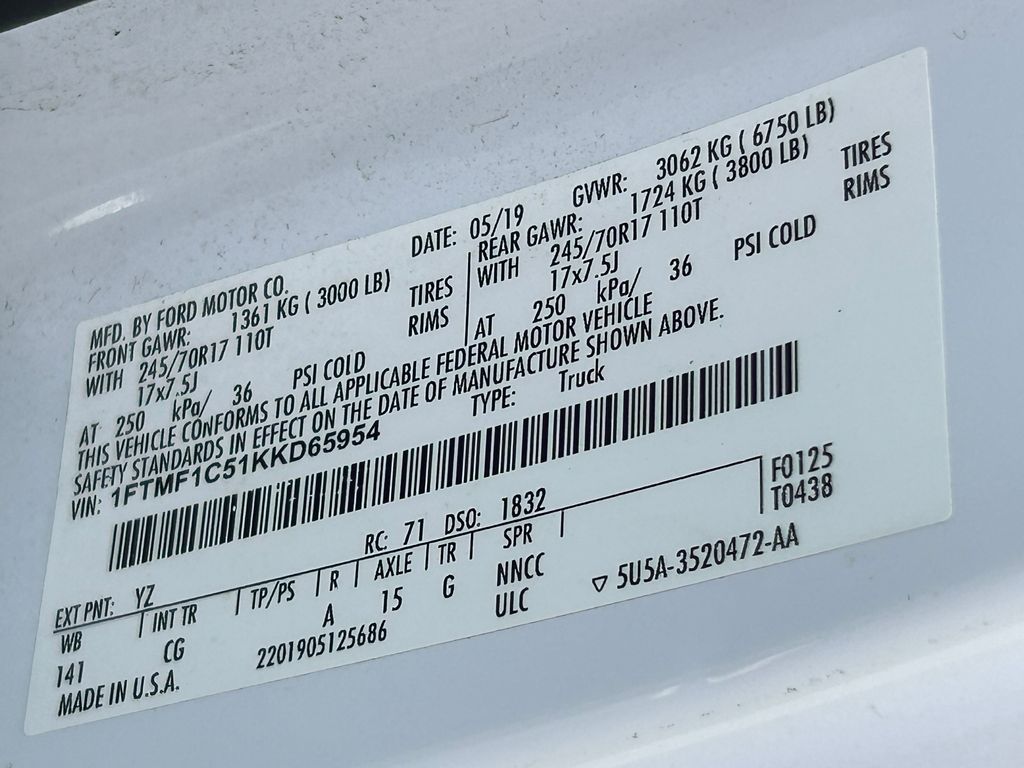 MFD. BY FORD MOTOR CO.
DATE: 05/19
GVWR: 3062 KG ( 6750 LB)
FRONT GAWR: 1361 KG ( 3000 LB)
REAR GAWR: 1724 KG ( 3800 LB)
WITH 245/70R17 110T TIRES
WITH 245/70R17 110T TIRES
17x7.5J RIMS
17x7.5J RIMS
AT 250 kPa/ 36 PSI COLD
AT 250 kPa/ 36 PSI COLD
THIS VEHICLE CONFORMS TO ALL APPLICABLE FEDERAL MOTOR VEHICLE
SAFETY STANDARDS IN EFFECT ON THE DATE OF MANUFACTURE SHOWN ABOVE.
VIN: 1FTMF1C51KKD65954
TYPE: Truck
F0125
T0438
EXT PNT: YZ RC: 71 DSO: 1832
WB INT TR TP/PS R AXLE TR SPR
141 CG A 15 G NNCC
ULC
5U5A-3520472-AA
MADE IN U.S.A. 2201905125686